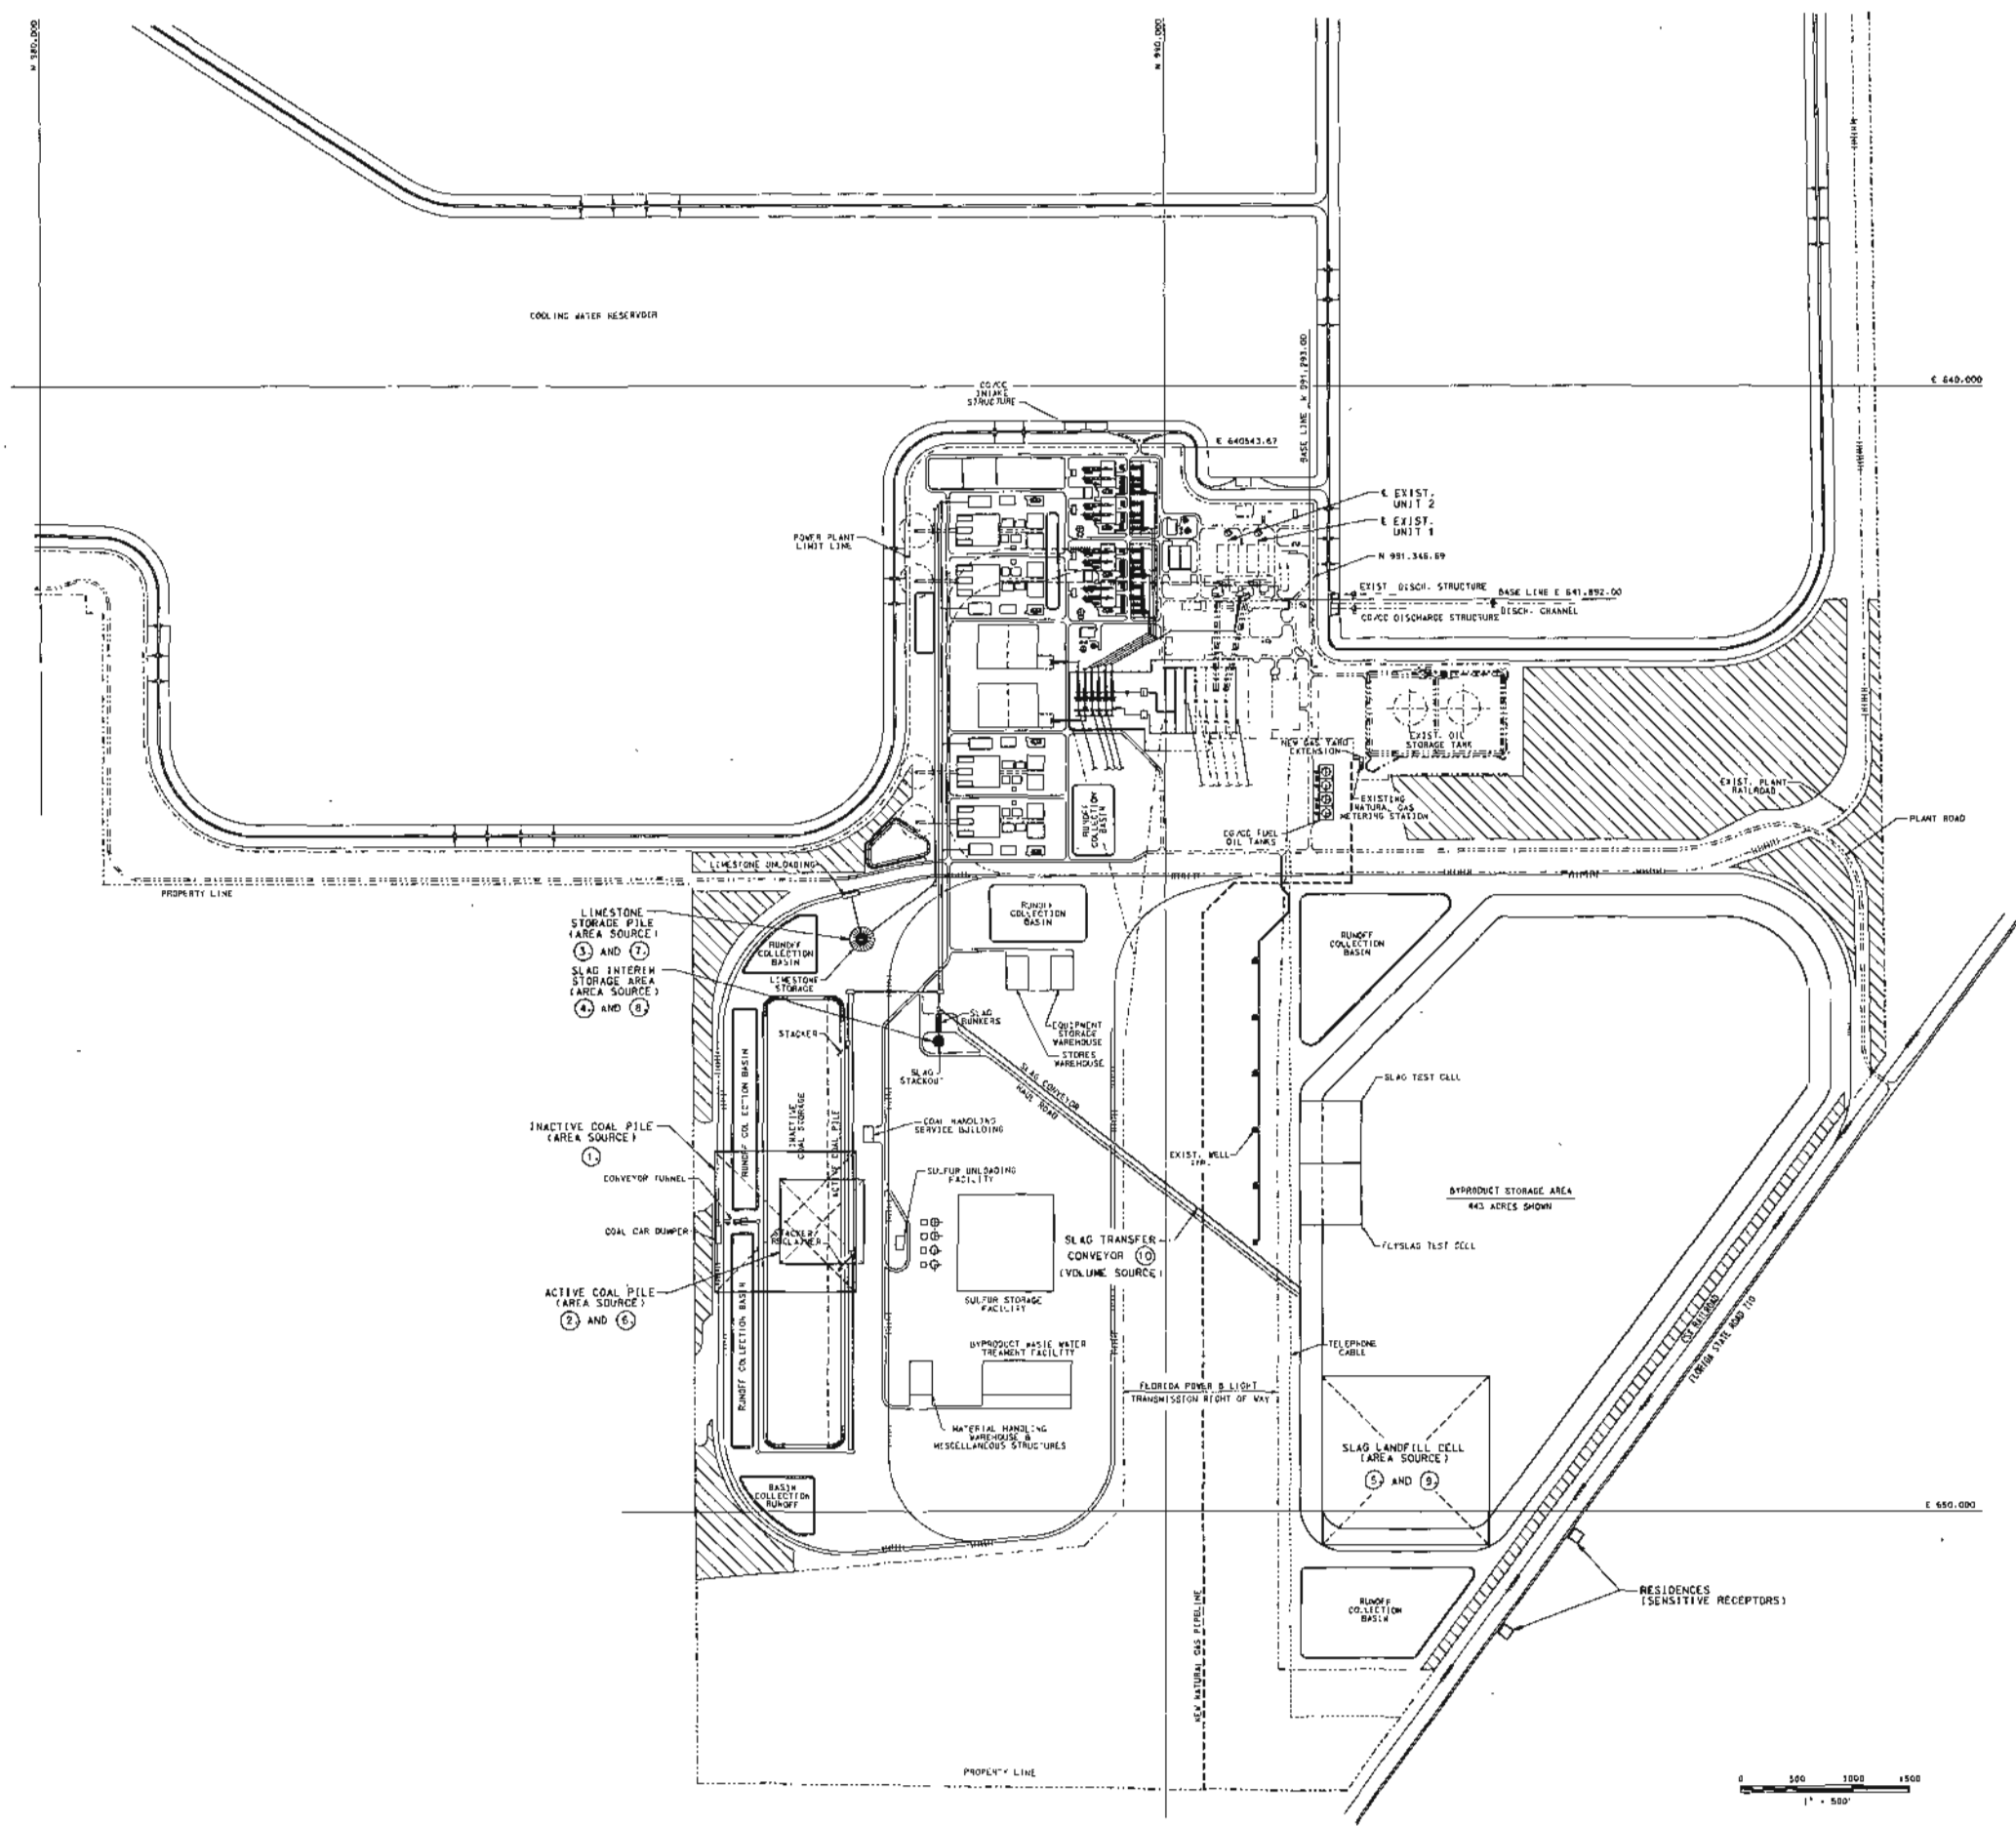 N 980.000
N 990.000
COOLING WATER RESERVOIR
E 640.000
CG/CC
INTAKE
STRUCTURE
BASE LINE N 991,293.00
E 640543.67
℄ EXIST.
UNIT 2
℄ EXIST.
UNIT 1
N 991.346.69
POWER PLANT
LIMIT LINE
EXIST. DISCH. STRUCTURE
BASE LINE E 641.892.00
DISCH. CHANNEL
CG/CC DISCHARGE STRUCTURE
NEW GAS YARD
EXTENSION
EXIST. OIL
STORAGE TANK
EXIST. PLANT
RAILROAD
PLANT ROAD
EXISTING
NATURAL GAS
METERING STATION
CG/CC FUEL
OIL TANKS
RUNOFF
COLLECTION
BASIN
LIMESTONE UNLOADING
PROPERTY LINE
LIMESTONE
STORAGE PILE
(AREA SOURCE)
3. AND 7.
SLAG INTERIM
STORAGE AREA
(AREA SOURCE)
4. AND 8.
RUNOFF
COLLECTION
BASIN
LIMESTONE
STORAGE
RUNOFF
COLLECTION
BASIN
RUNOFF
COLLECTION
BASIN
STACKER
SLAG
BUNKERS
EQUIPMENT
STORAGE
WAREHOUSE
STORES
WAREHOUSE
SLAG
STACKOUT
SLAG CONVEYOR
HAUL ROAD
SLAG TEST CELL
RUNOFF COLLECTION BASIN
INACTIVE
COAL STORAGE
ACTIVE COAL PILE
COAL HANDLING
SERVICE BUILDING
INACTIVE COAL PILE
(AREA SOURCE)
1.
CONVEYOR TUNNEL
COAL CAR DUMPER
STACKER
RECLAIMER
SULFUR UNLOADING
FACILITY
EXIST. WELL
TYP.
BYPRODUCT STORAGE AREA
443 ACRES SHOWN
FLYSLAG TEST CELL
SLAG TRANSFER
CONVEYOR 10
(VOLUME SOURCE)
ACTIVE COAL PILE
(AREA SOURCE)
2. AND 6.
SULFUR STORAGE
FACILITY
RUNOFF COLLECTION BASIN
BYPRODUCT WASTE WATER
TREAMENT FACILITY
TELEPHONE
CABLE
CSX RAILROAD
FLORIDA STATE ROAD 710
FLORIDA POWER & LIGHT
TRANSMISSION RIGHT OF WAY
MATERIAL HANDLING
WAREHOUSE &
MISCELLANEOUS STRUCTURES
SLAG LANDFILL CELL
(AREA SOURCE)
5. AND 9.
BASIN
COLLECTION
RUNOFF
E 650.000
RESIDENCES
(SENSITIVE RECEPTORS)
RUNOFF
COLLECTION
BASIN
NEW NATURAL GAS PIPELINE
PROPERTY LINE
0 500 1000 1500
1" = 500'